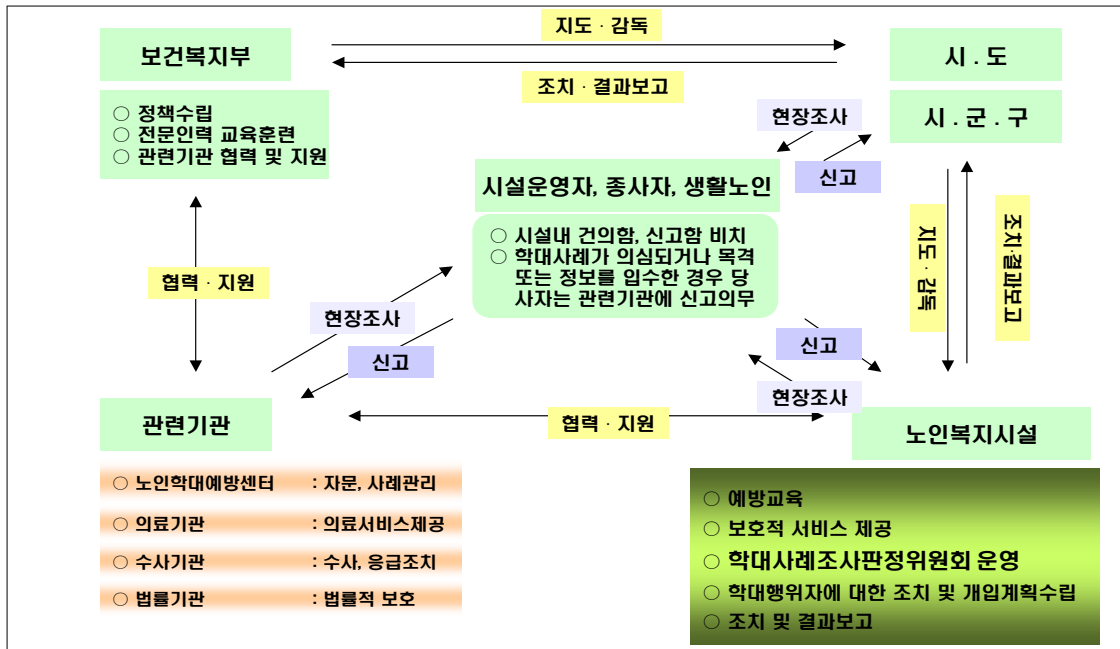 지도 · 감독
보건복지부
시 . 도
조치 · 결과보고
○ 정책수립
○ 전문인력 교육훈련
○ 관련기관 협력 및 지원
현장조사
시 . 군 . 구
신고
시설운영자, 종사자, 생활노인
○ 시설내 건의함, 신고함 비치
○ 학대사례가 의심되거나 목격
또는 정보를 입수한 경우 당
사자는 관련기관에 신고의무
지도 · 감독
조치·결과보고
협력 · 지원
현장조사
신고
신고
현장조사
관련기관
협력 · 지원
노인복지시설
○ 노인학대예방센터 : 자문, 사례관리
○ 의료기관 : 의료서비스제공
○ 수사기관 : 수사, 응급조치
○ 법률기관 : 법률적 보호
○ 예방교육
○ 보호적 서비스 제공
○ 학대사례조사판정위원회 운영
○ 학대행위자에 대한 조치 및 개입계획수립
○ 조치 및 결과보고